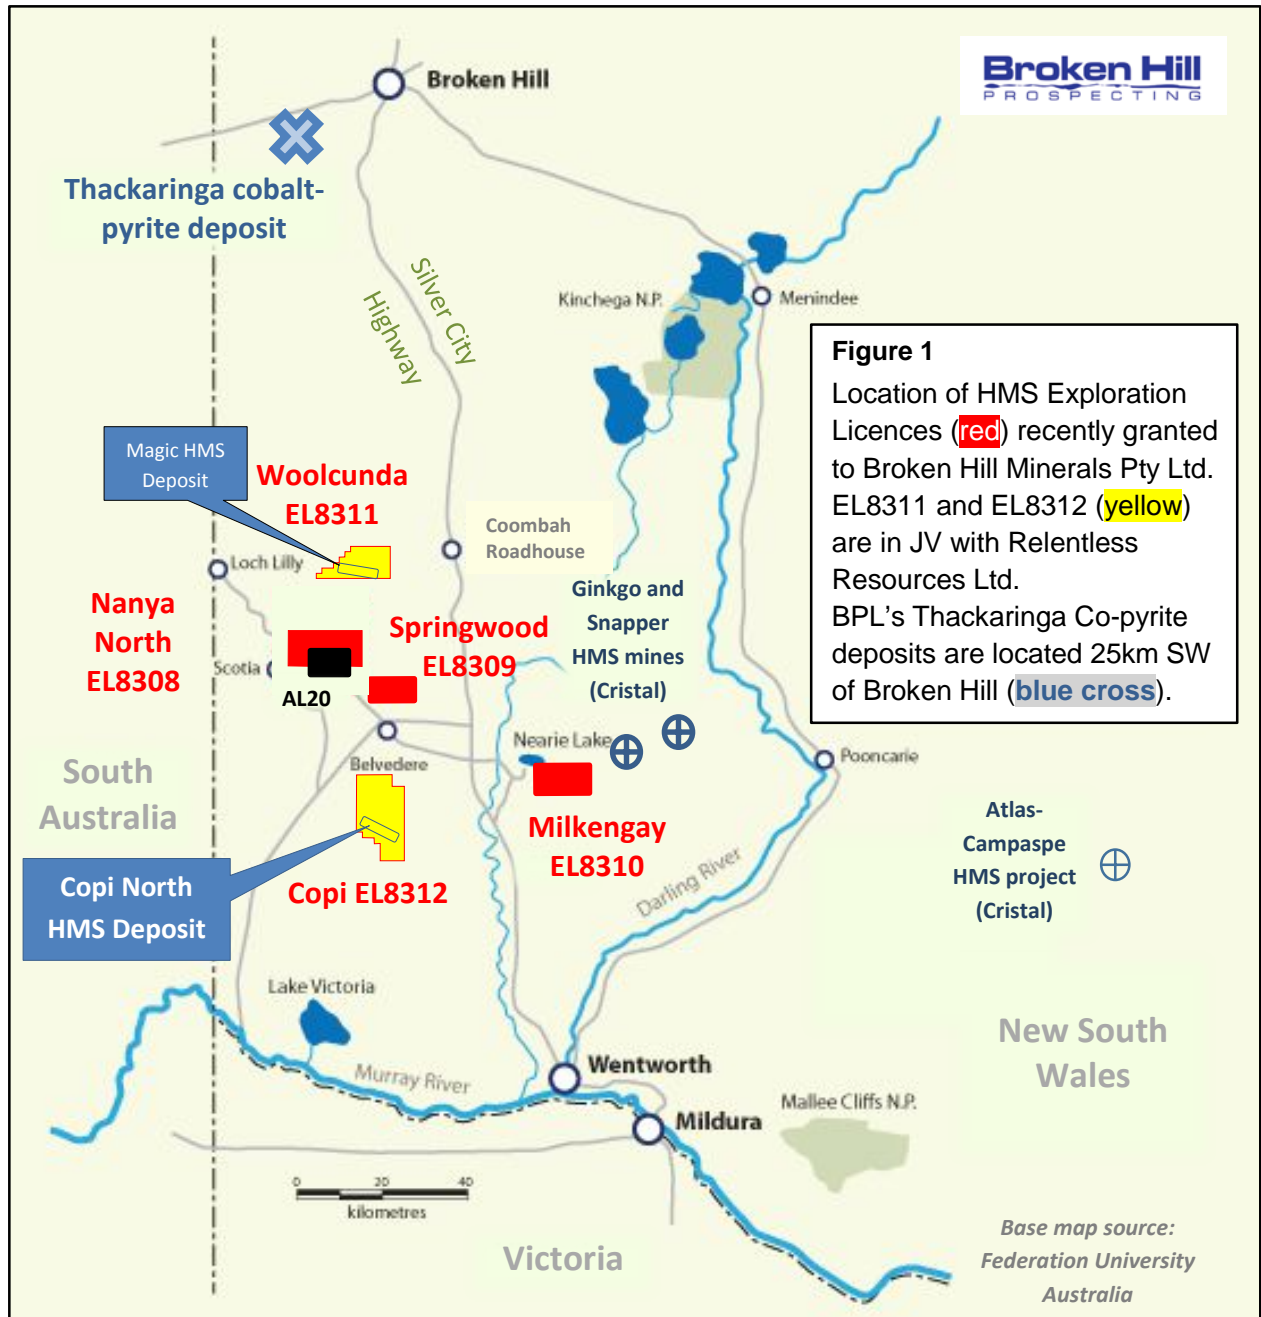 Broken Hill
Broken Hill
PROSPECTING
Thackaringa cobalt-
pyrite deposit
Silver City
Highway
Kinchega N.P.
Menindee
Figure 1
Location of HMS Exploration
Licences (red) recently granted
to Broken Hill Minerals Pty Ltd.
EL8311 and EL8312 (yellow)
are in JV with Relentless
Resources Ltd.
BPL's Thackaringa Co-pyrite
deposits are located 25km SW
of Broken Hill (blue cross).
Magic HMS
Deposit
Woolcunda
EL8311
Coombah
Roadhouse
Loch Lilly
Nanya
North
EL8308
Scotia
AL20
Springwood
EL8309
Ginkgo and
Snapper
HMS mines
(Cristal)
Nearie Lake
Belvedere
Pooncarie
South
Australia
Milkengay
EL8310
Atlas-
Campaspe
HMS project
(Cristal)
Copi North
HMS Deposit
Copi EL8312
Darling River
Lake Victoria
Murray River
Wentworth
Mildura
New South
Wales
Mallee Cliffs N.P.
0 20 40
kilometres
Victoria
Base map source:
Federation University
Australia